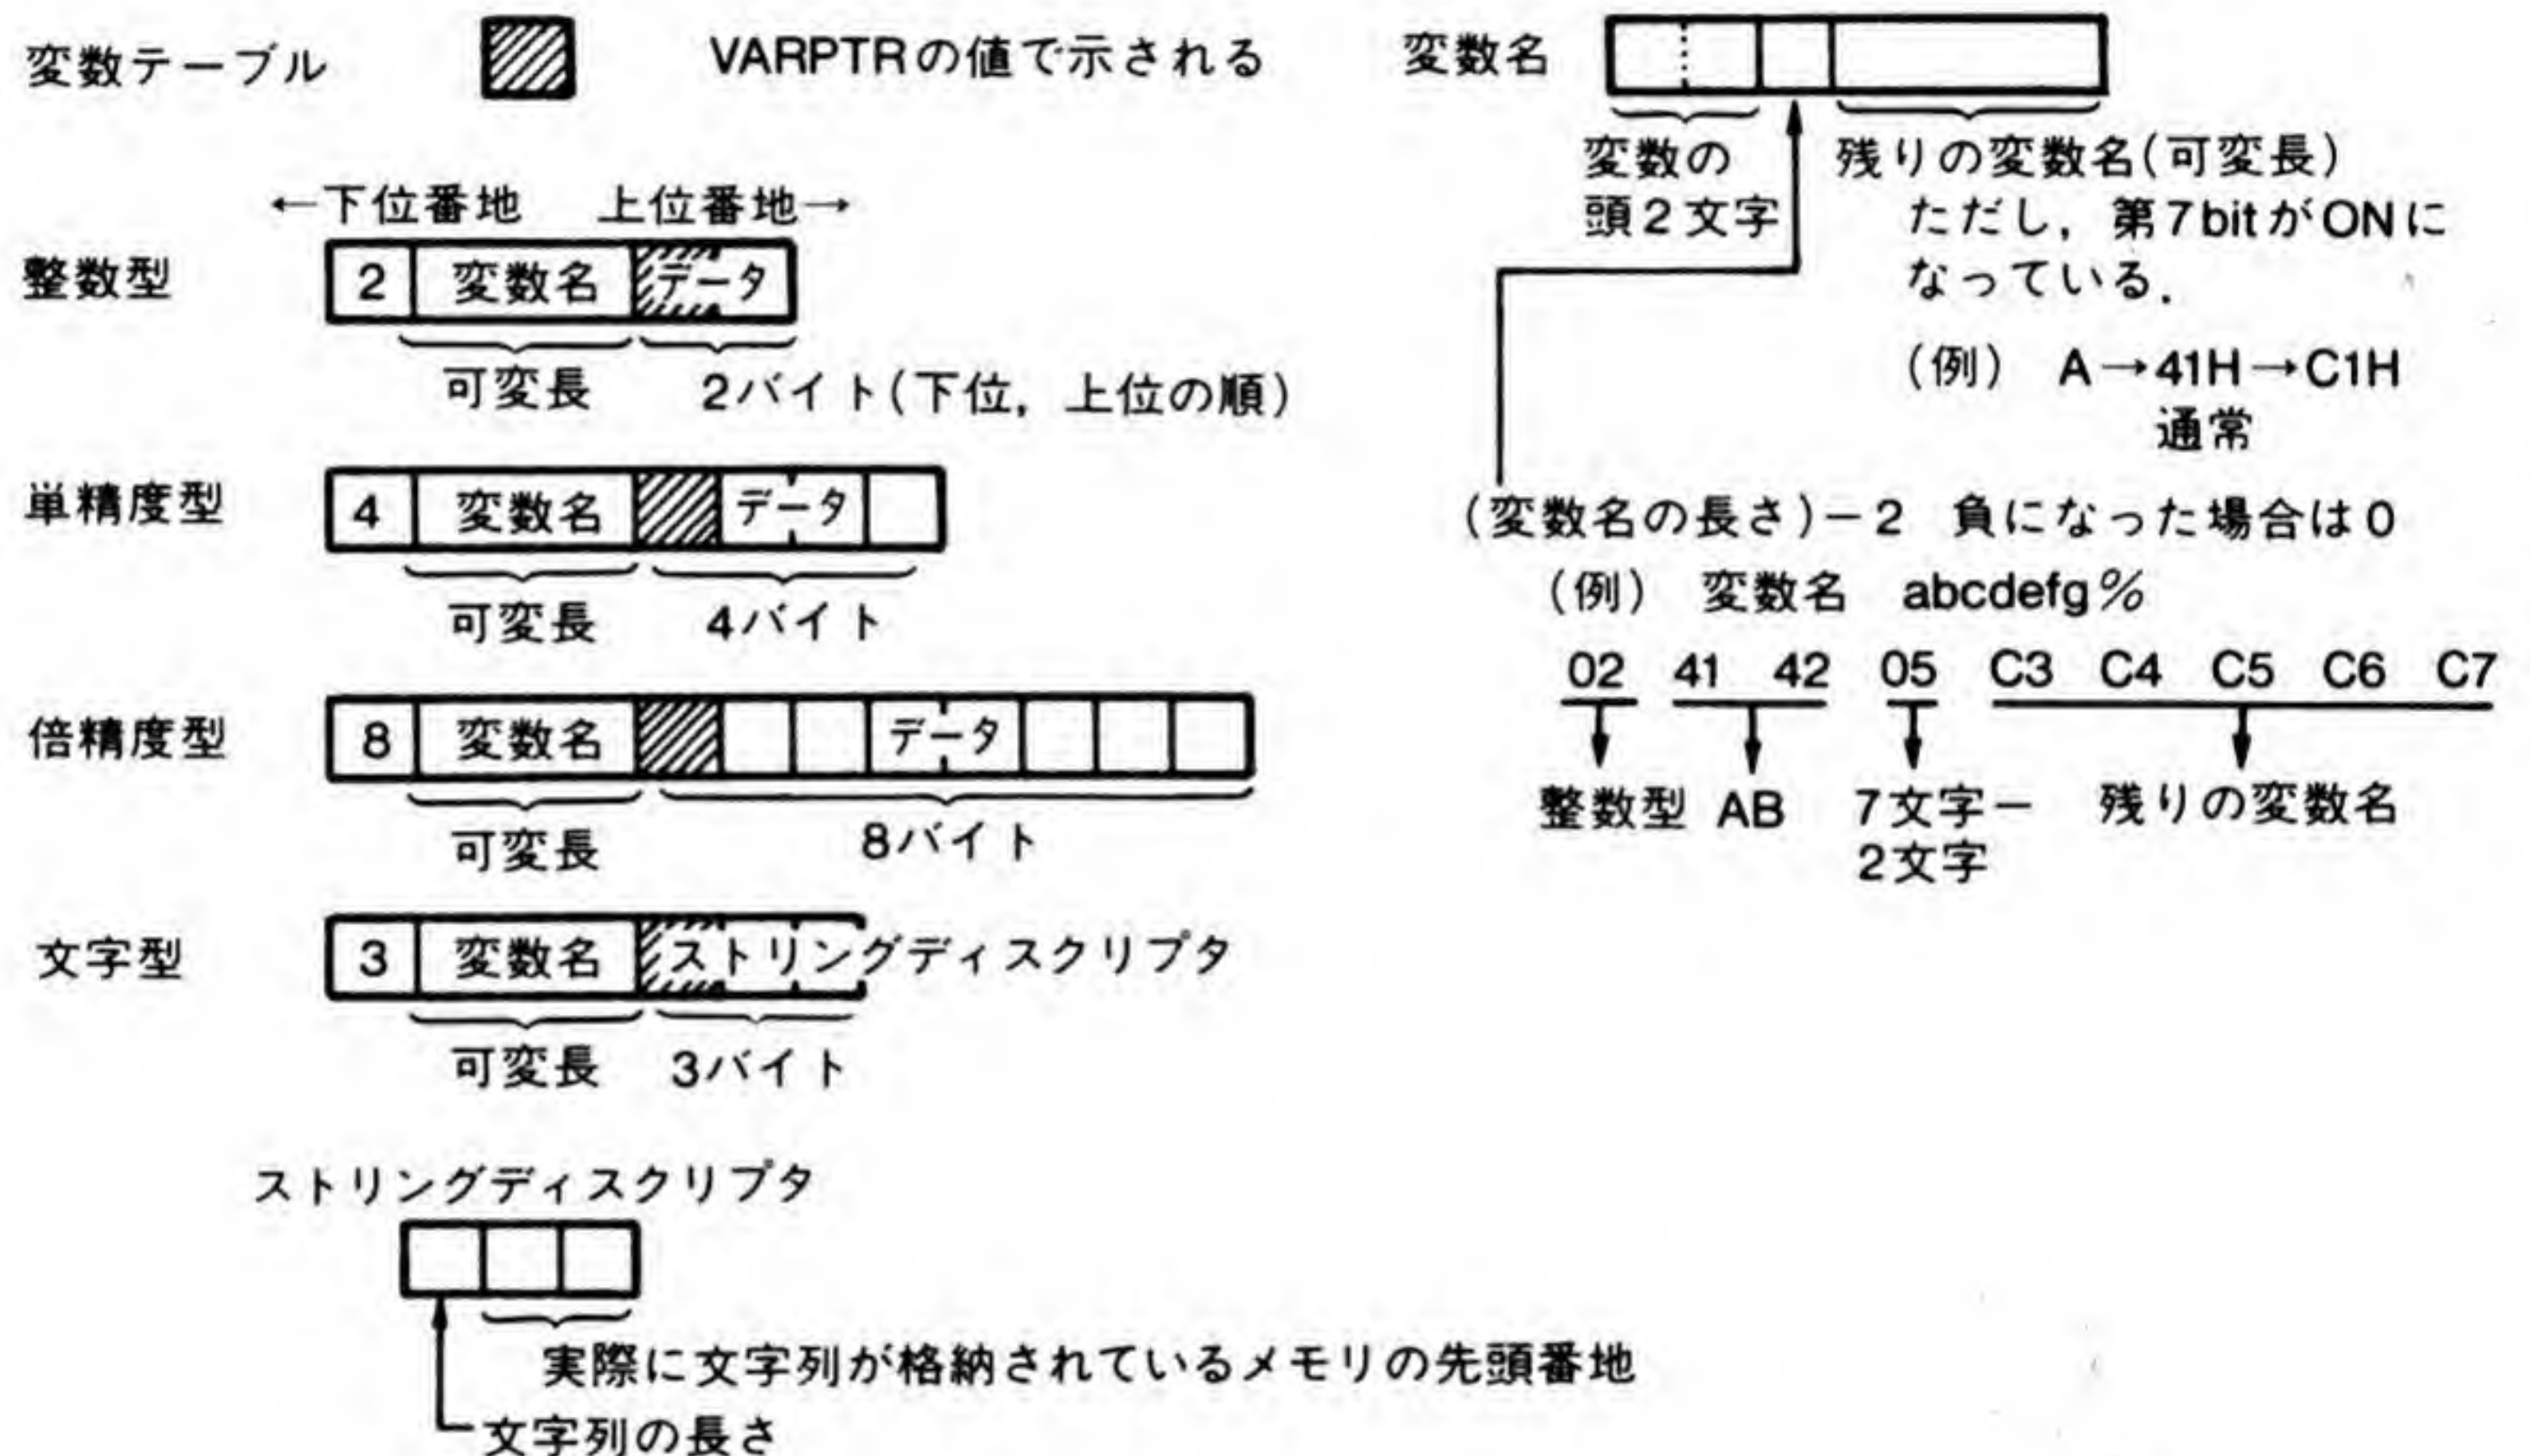 変数テーブル
VARPTRの値で示される
←下位番地 上位番地→
整数型
2 変数名 データ
可変長 2バイト(下位, 上位の順)
単精度型
4 変数名 データ
可変長 4バイト
倍精度型
8 変数名 データ
可変長 8バイト
文字型
3 変数名 ストリングディスクリプタ
可変長 3バイト
ストリングディスクリプタ
実際に文字列が格納されているメモリの先頭番地
文字列の長さ
変数名
変数の
頭2文字
残りの変数名(可変長)
ただし, 第7bitがONに
なっている.
(例) A→41H→C1H
通常
(変数名の長さ)-2 負になった場合は0
(例) 変数名 abcdefg%
02 41 42 05 C3 C4 C5 C6 C7
整数型 AB 7文字- 残りの変数名
2文字